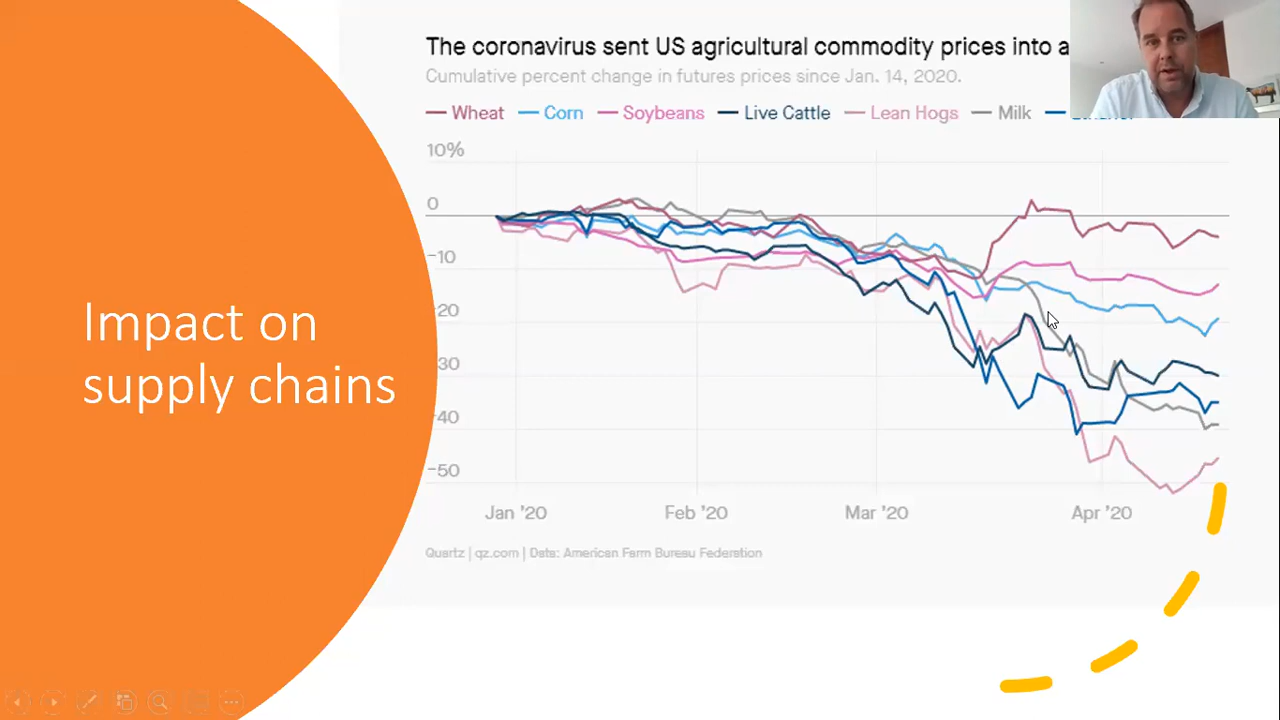 Impact on
supply chains
The coronavirus sent US agricultural commodity prices into a
Cumulative percent change in futures prices since Jan. 14, 2020.
Wheat Corn Soybeans Live Cattle Lean Hogs Milk
10%
0
-10
-20
-30
-40
-50
Jan '20 Feb '20 Mar '20 Apr '20
Quartz | qz.com | Data: American Farm Bureau Federation